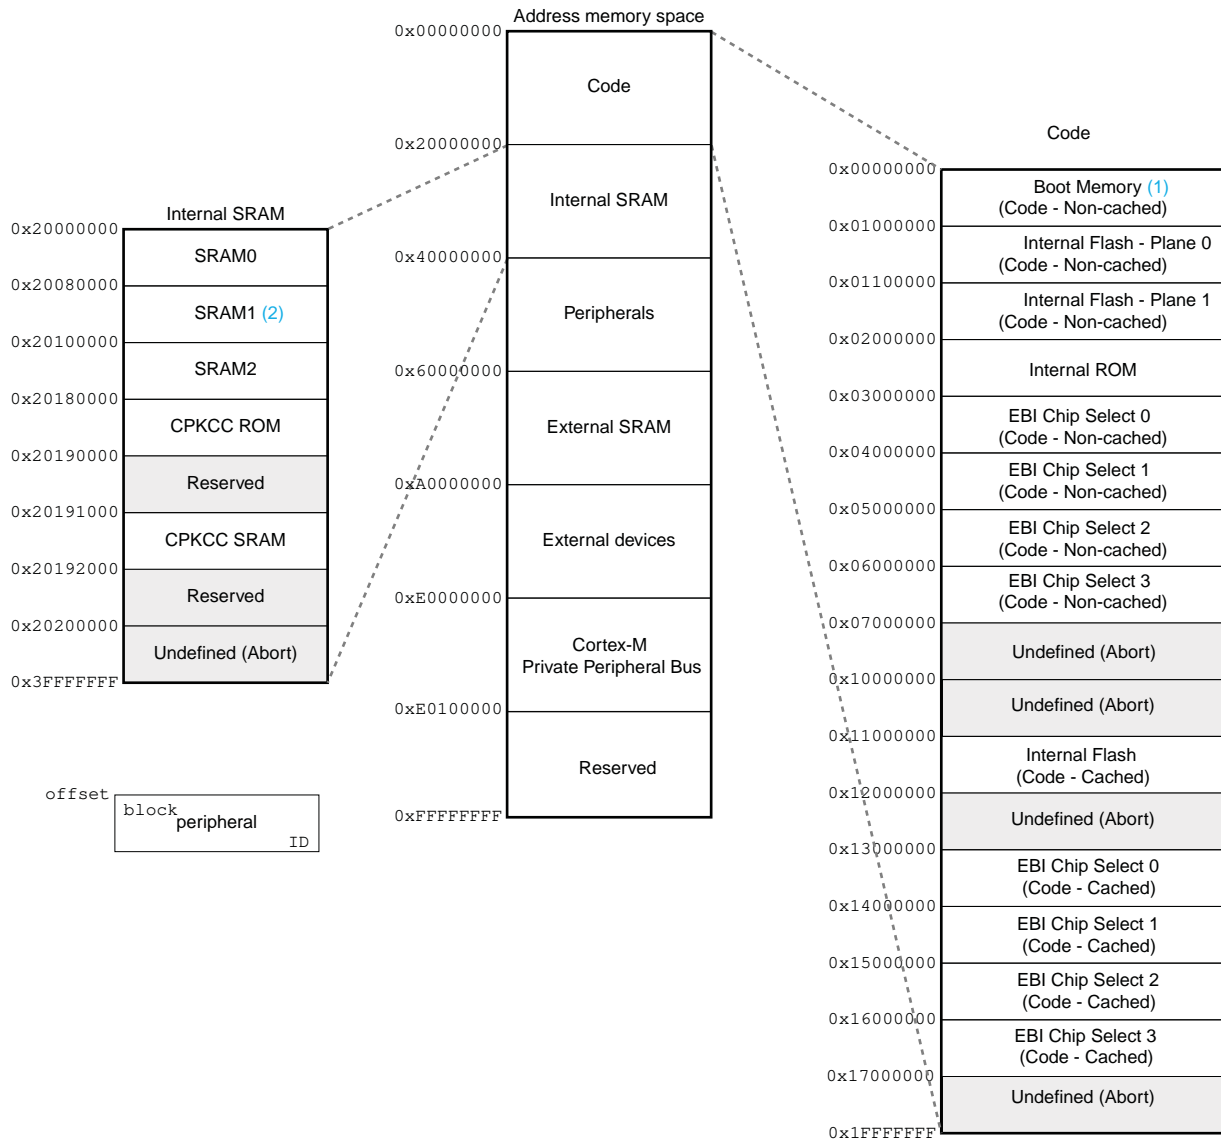 Address memory space
0x00000000
Code
0x20000000
Internal SRAM
0x40000000
Peripherals
0x60000000
External SRAM
0xA0000000
External devices
0xE0000000
Cortex-M
Private Peripheral Bus
0xE0100000
Reserved
0xFFFFFFFF
Internal SRAM
0x20000000
SRAM0
0x20080000
SRAM1 (2)
0x20100000
SRAM2
0x20180000
CPKCC ROM
0x20190000
Reserved
0x20191000
CPKCC SRAM
0x20192000
Reserved
0x20200000
Undefined (Abort)
0x3FFFFFFF
offset
block
peripheral
ID
Code
0x00000000
Boot Memory (1)
(Code - Non-cached)
0x01000000
Internal Flash - Plane 0
(Code - Non-cached)
0x01100000
Internal Flash - Plane 1
(Code - Non-cached)
0x02000000
Internal ROM
0x03000000
EBI Chip Select 0
(Code - Non-cached)
0x04000000
EBI Chip Select 1
(Code - Non-cached)
0x05000000
EBI Chip Select 2
(Code - Non-cached)
0x06000000
EBI Chip Select 3
(Code - Non-cached)
0x07000000
Undefined (Abort)
0x10000000
Undefined (Abort)
0x11000000
Internal Flash
(Code - Cached)
0x12000000
Undefined (Abort)
0x13000000
EBI Chip Select 0
(Code - Cached)
0x14000000
EBI Chip Select 1
(Code - Cached)
0x15000000
EBI Chip Select 2
(Code - Cached)
0x16000000
EBI Chip Select 3
(Code - Cached)
0x17000000
Undefined (Abort)
0x1FFFFFFF